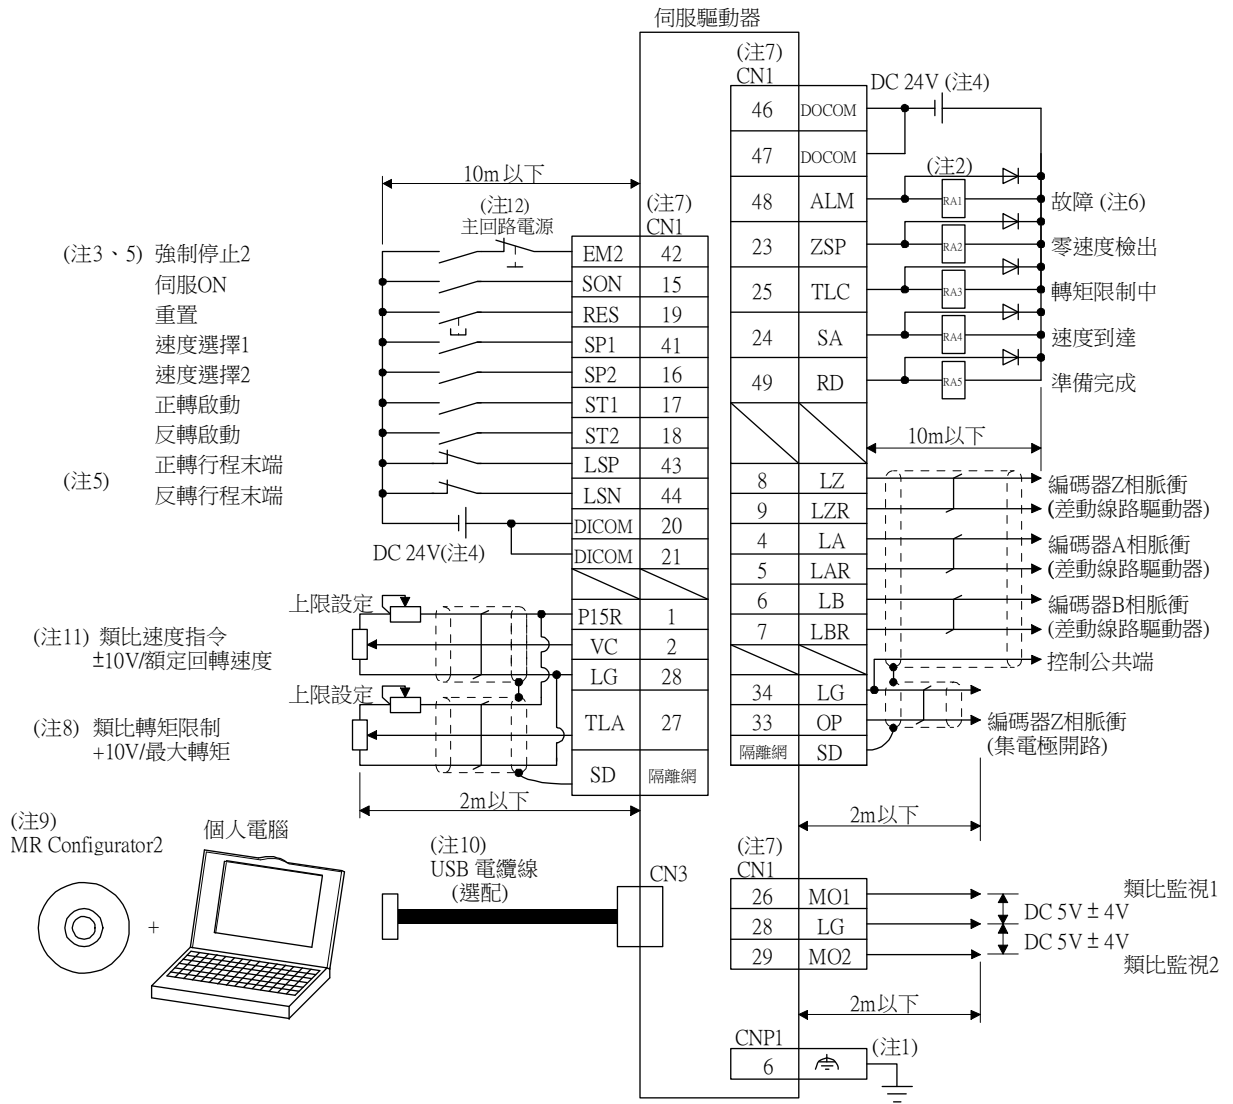 伺服驅動器
(注7)
CN1
DC 24V (注4)
46 DOCOM
47 DOCOM
(注2)
48 ALM RA1 故障 (注6)
23 ZSP RA2 零速度檢出
25 TLC RA3 轉矩限制中
24 SA RA4 速度到達
49 RD RA5 準備完成
10m以下
8 LZ 編碼器Z相脈衝
9 LZR (差動線路驅動器)
4 LA 編碼器A相脈衝
5 LAR (差動線路驅動器)
6 LB 編碼器B相脈衝
7 LBR (差動線路驅動器)
控制公共端
34 LG
33 OP 編碼器Z相脈衝
(集電極開路)
隔離網 SD
2m以下
10m以下
(注12)
主回路電源
(注7)
CN1
(注3、5) 強制停止2 EM2 42
伺服ON SON 15
重置 RES 19
速度選擇1 SP1 41
速度選擇2 SP2 16
正轉啟動 ST1 17
反轉啟動 ST2 18
正轉行程末端 LSP 43
(注5)
反轉行程末端 LSN 44
DICOM 20
DC 24V(注4)
DICOM 21
上限設定
P15R 1
(注11) 類比速度指令 VC 2
±10V/額定回轉速度
LG 28
上限設定
(注8) 類比轉矩限制 TLA 27
+10V/最大轉矩
SD 隔離網
2m以下
(注9)
MR Configurator2
個人電腦
+
(注10)
USB 電纜線
(選配)
CN3
(注7)
CN1
26 MO1 類比監視1
DC 5V ± 4V
28 LG
DC 5V ± 4V
29 MO2 類比監視2
2m以下
CNP1
(注1)
6